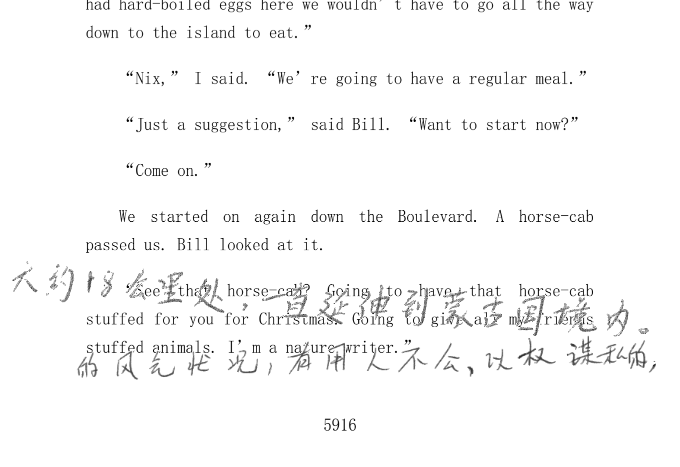 had hard-boiled eggs here we wouldn't have to go all the way
down to the island to eat.”
“Nix,” I said. “We're going to have a regular meal.”
“Just a suggestion,” said Bill. “Want to start now?”
“Come on.”
We started on again down the Boulevard. A horse-cab
passed us. Bill looked at it.
“See that horse-cab? Going to have that horse-cab
六约18公里处，一直延伸到蒙古国境内。
stuffed for you for Christmas. Going to give all my friends
stuffed animals. I'm a nature writer.”
的风气状况，有用人不公、以权谋私的，
5916